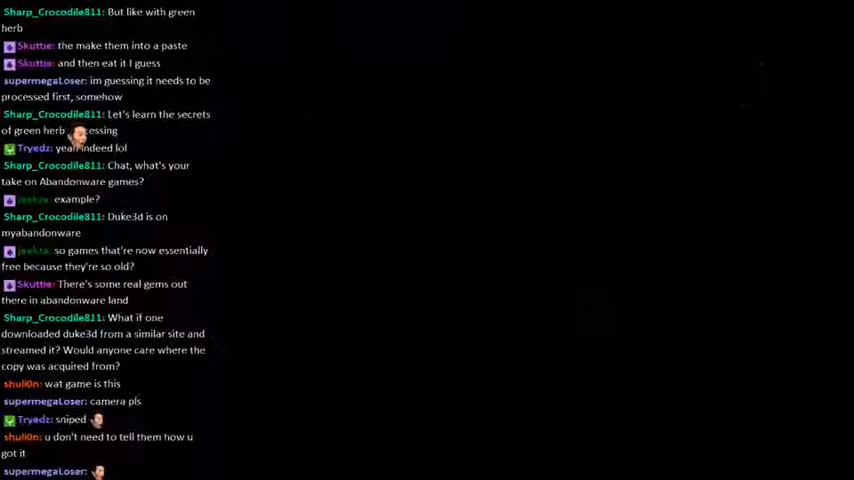 Sharp_Crocodile811: But like with green
herb
Skuttie: the make them into a paste
Skuttie: and then eat it I guess
supermegaLoser: im guessing it needs to be
processed first, somehow
Sharp_Crocodile811: Let's learn the secrets
of green herb cessing
Tryedz: yeah indeed lol
Sharp_Crocodile811: Chat, what's your
take on Abandonware games?
example?
Sharp_Crocodile811: Duke3d is on
myabandonware
so games that're now essentially
free because they're so old?
Skuttie: There's some real gems out
there in abandonware land
Sharp_Crocodile811: What if one
downloaded duke3d from a similar site and
streamed it? Would anyone care where the
copy was acquired from?
shuli0n: wat game is this
supermegaLoser: camera pls
Tryedz: sniped
shuli0n: u don't need to tell them how u
got it
supermegaLoser: